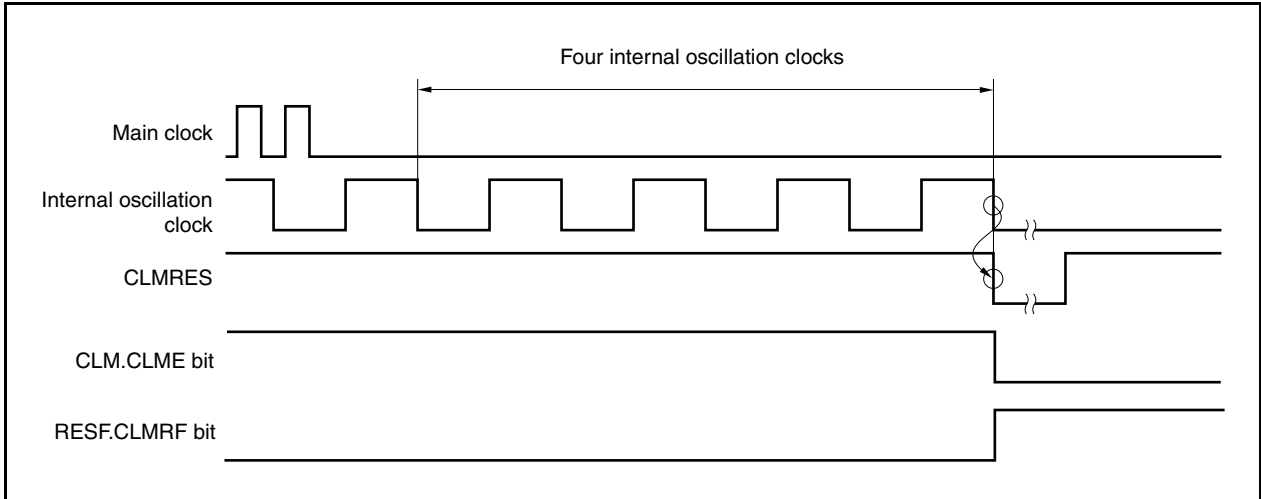 Four internal oscillation clocks
Main clock
Internal oscillation
clock
CLMRES
CLM.CLME bit
RESF.CLMRF bit